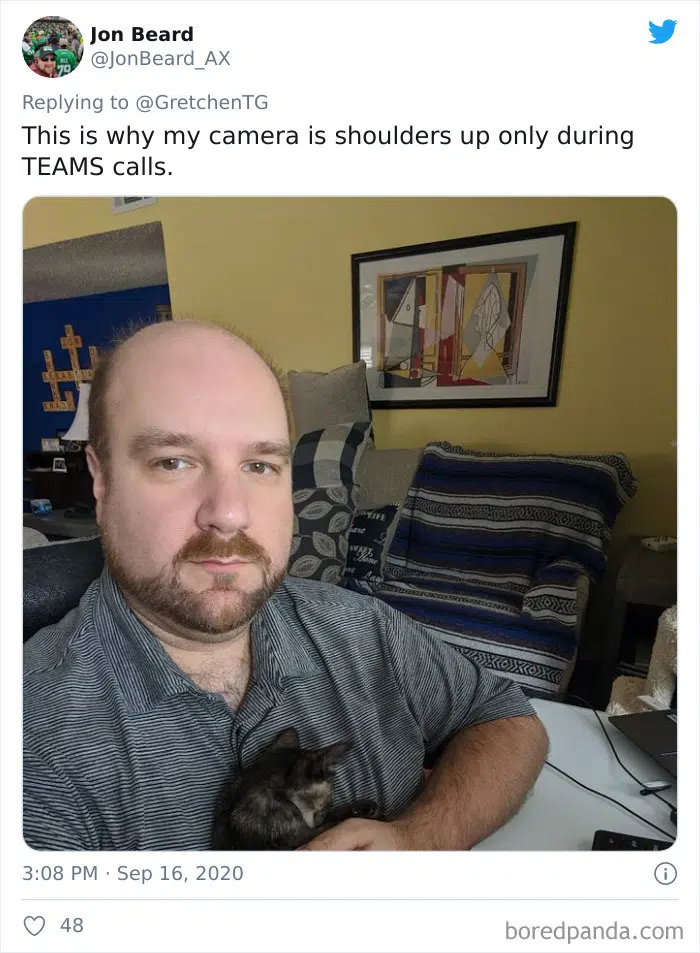 Jon Beard
@JonBeard_AX
Replying to @GretchenTG
This is why my camera is shoulders up only during
TEAMS calls.
3:08 PM · Sep 16, 2020
48
boredpanda.com